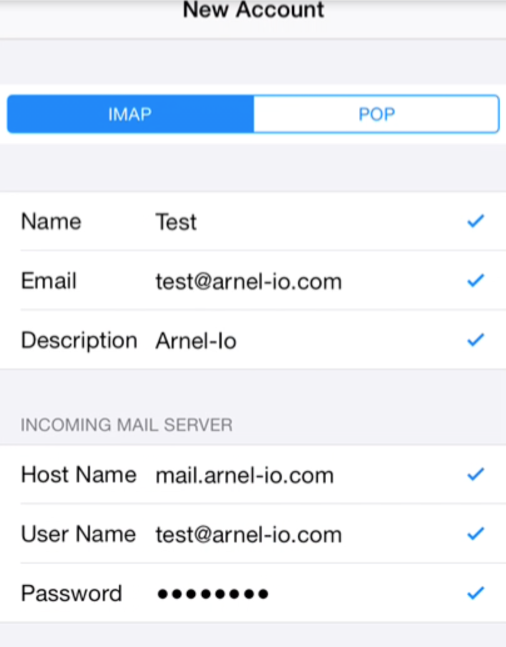 New Account
IMAP POP
Name Test
Email test@arnel-io.com
Description Arnel-Io
INCOMING MAIL SERVER
Host Name mail.arnel-io.com
User Name test@arnel-io.com
Password ●●●●●●●●